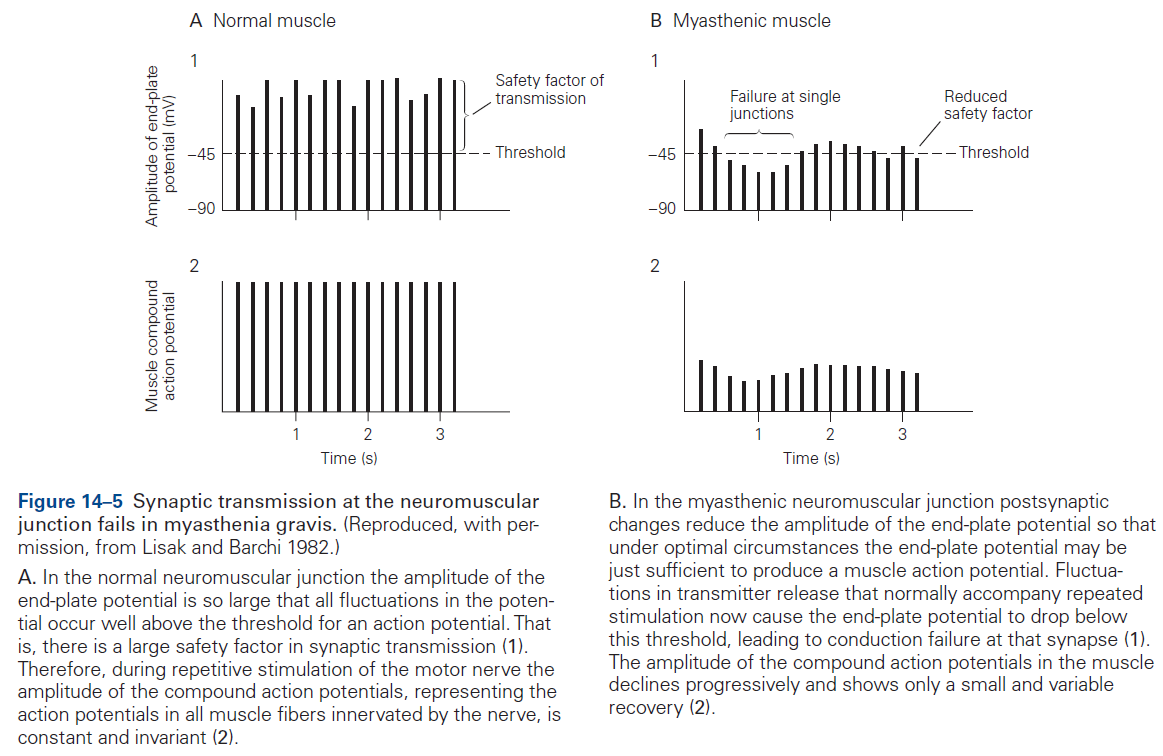 A Normal muscle
1
Amplitude of end-plate
potential (mV)
–45
–90
Safety factor of
transmission
Threshold
2
Muscle compound
action potential
1 2 3
Time (s)
B Myasthenic muscle
1
–45
–90
Failure at single
junctions
Reduced
safety factor
Threshold
2
1 2 3
Time (s)
Figure 14–5 Synaptic transmission at the neuromuscular
junction fails in myasthenia gravis. (Reproduced, with per-
mission, from Lisak and Barchi 1982.)
A. In the normal neuromuscular junction the amplitude of the
end-plate potential is so large that all fluctuations in the poten-
tial occur well above the threshold for an action potential. That
is, there is a large safety factor in synaptic transmission (1).
Therefore, during repetitive stimulation of the motor nerve the
amplitude of the compound action potentials, representing the
action potentials in all muscle fibers innervated by the nerve, is
constant and invariant (2).
B. In the myasthenic neuromuscular junction postsynaptic
changes reduce the amplitude of the end-plate potential so that
under optimal circumstances the end-plate potential may be
just sufficient to produce a muscle action potential. Fluctua-
tions in transmitter release that normally accompany repeated
stimulation now cause the end-plate potential to drop below
this threshold, leading to conduction failure at that synapse (1).
The amplitude of the compound action potentials in the muscle
declines progressively and shows only a small and variable
recovery (2).